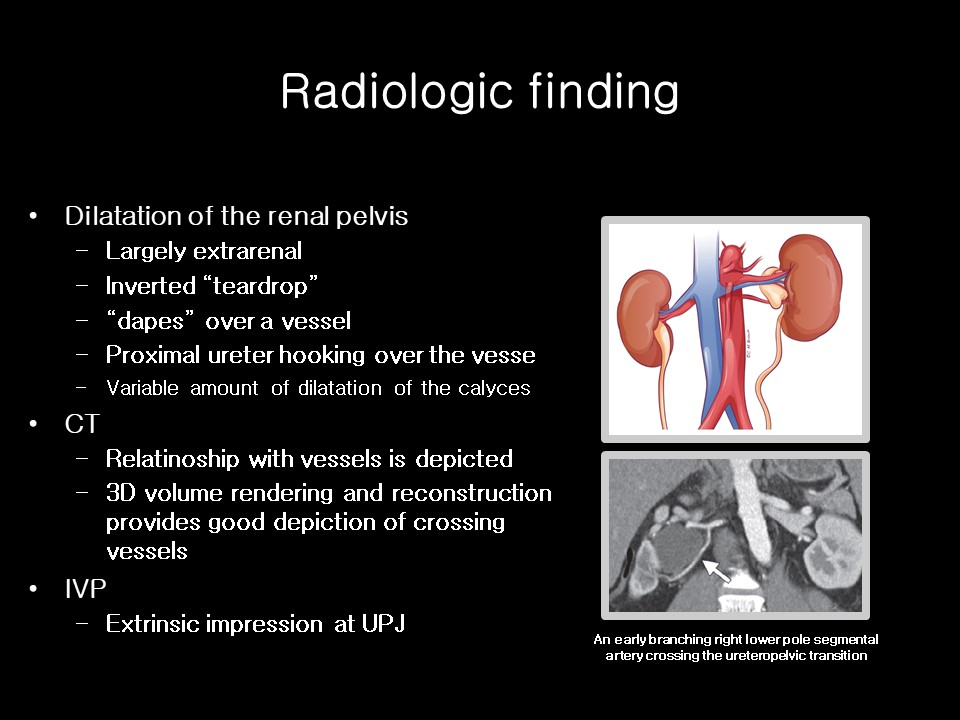 Radiologic finding
• Dilatation of the renal pelvis
– Largely extrarenal
– Inverted “teardrop”
– “dapes” over a vessel
– Proximal ureter hooking over the vesse
– Variable amount of dilatation of the calyces
• CT
– Relatinoship with vessels is depicted
– 3D volume rendering and reconstruction
provides good depiction of crossing
vessels
• IVP
– Extrinsic impression at UPJ
An early branching right lower pole segmental
artery crossing the ureteropelvic transition